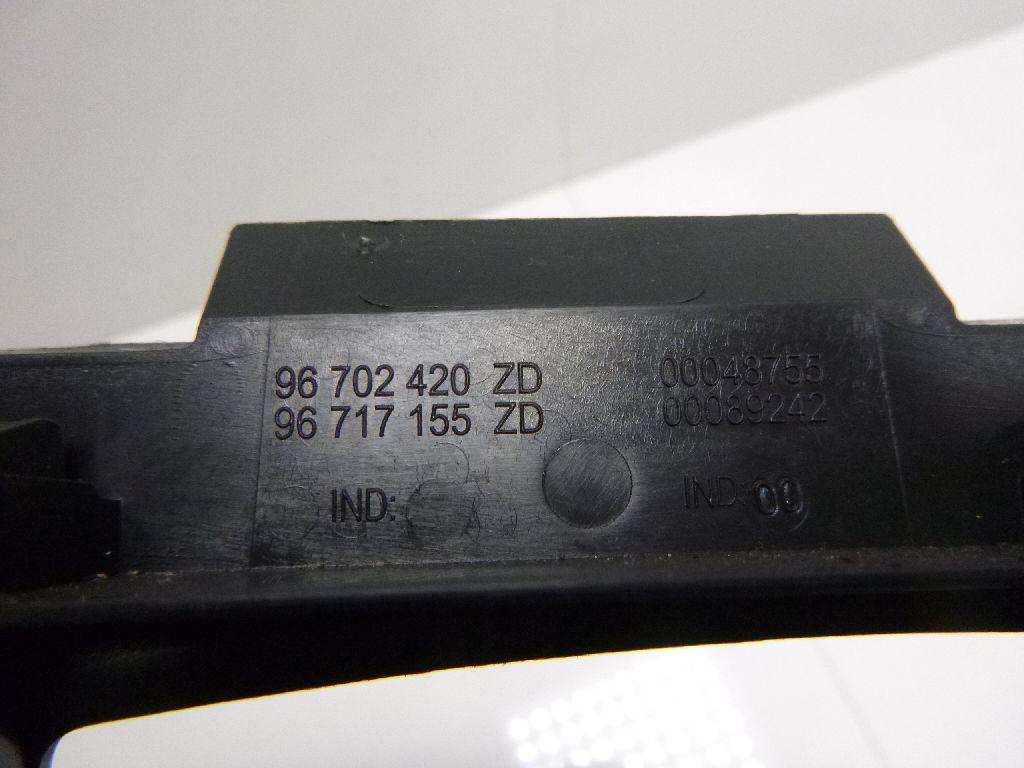 96 702 420 ZD 00048755
96 717 155 ZD 00089242
IND: IND: 00